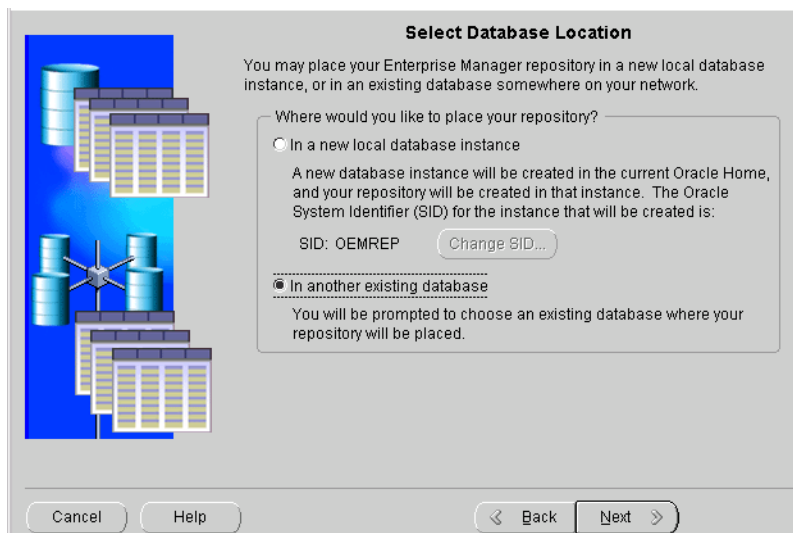 Select Database Location
You may place your Enterprise Manager repository in a new local database
instance, or in an existing database somewhere on your network.
Where would you like to place your repository?
In a new local database instance
A new database instance will be created in the current Oracle Home,
and your repository will be created in that instance. The Oracle
System Identifier (SID) for the instance that will be created is:
SID: OEMREP Change SID...
In another existing database
You will be prompted to choose an existing database where your
repository will be placed.
Cancel Help Back Next